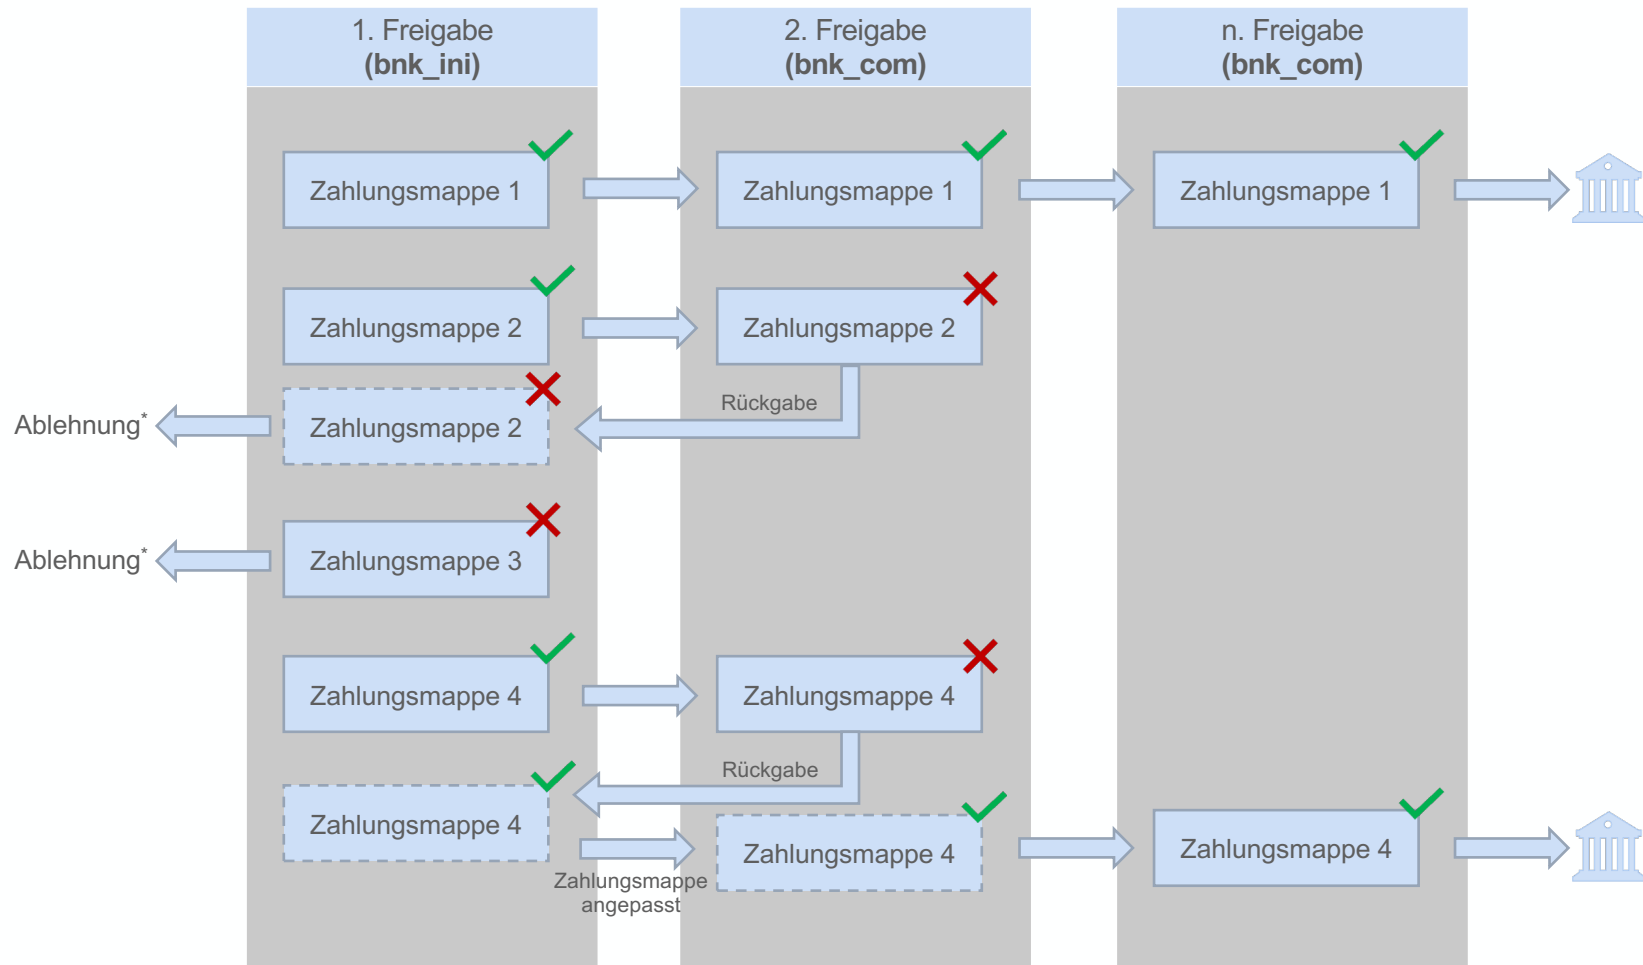 1. Freigabe
(bnk_ini)
2. Freigabe
(bnk_com)
n. Freigabe
(bnk_com)
Zahlungsmappe 1
Zahlungsmappe 1
Zahlungsmappe 1
Zahlungsmappe 2
Zahlungsmappe 2
Rückgabe
Ablehnung*
Zahlungsmappe 2
Ablehnung*
Zahlungsmappe 3
Zahlungsmappe 4
Zahlungsmappe 4
Rückgabe
Zahlungsmappe 4
Zahlungsmappe
angepasst
Zahlungsmappe 4
Zahlungsmappe 4